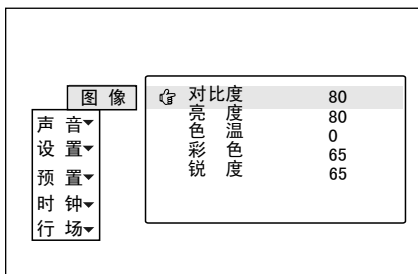 图 像
声 音▾
设 置▾
预 置▾
时 钟▾
行 场▾
☞ 对比度 80
亮 度 80
色 温 0
彩 色 65
锐 度 65